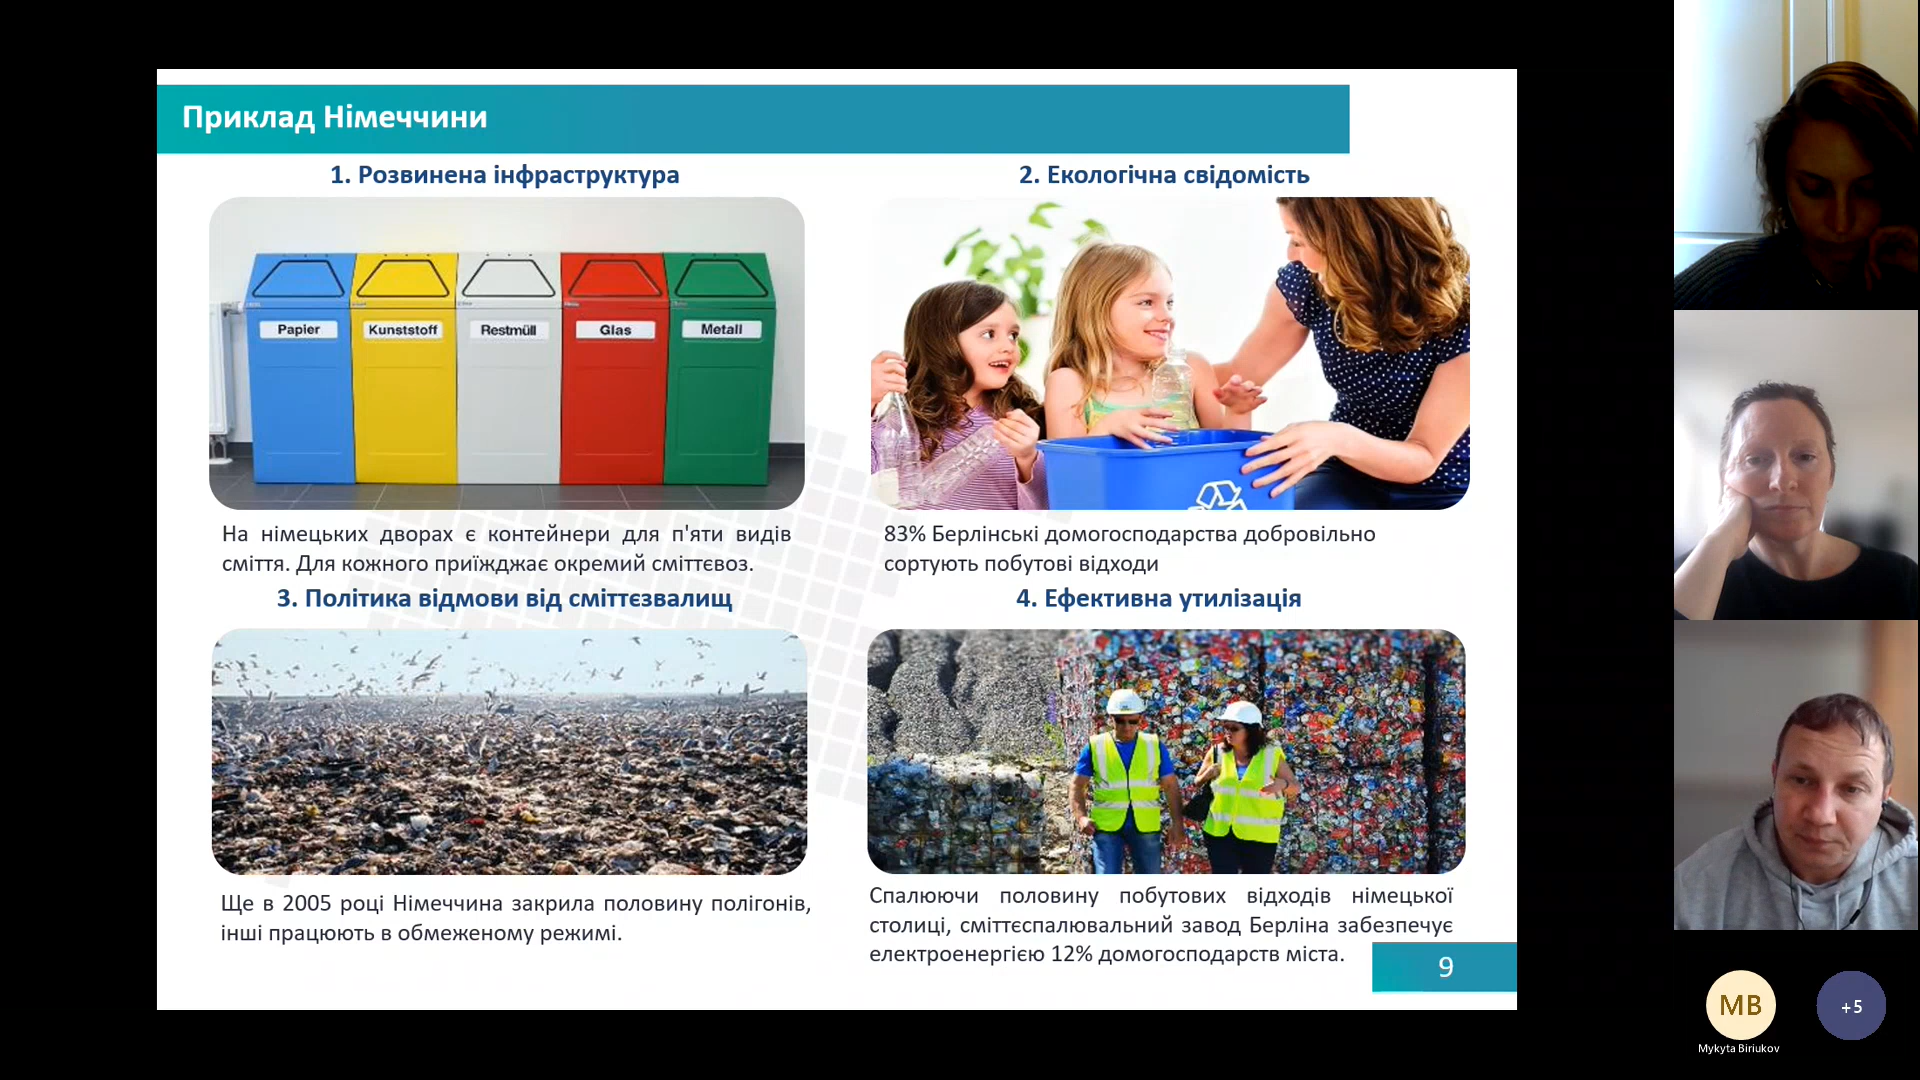 Приклад Німеччини
1. Розвинена інфраструктура
Papier
Kunststoff
Restmüll
Glas
Metall
На німецьких дворах є контейнери для п'яти видів
сміття. Для кожного приїжджає окремий сміттєвоз.
2. Екологічна свідомість
83% Берлінські домогосподарства добровільно
сортують побутові відходи
3. Політика відмови від сміттєзвалищ
Ще в 2005 році Німеччина закрила половину полігонів,
інші працюють в обмеженому режимі.
4. Ефективна утилізація
Спалюючи половину побутових відходів німецької
столиці, сміттєспалювальний завод Берліна забезпечує
електроенергією 12% домогосподарств міста.
9
MB
Mykyta Biriukov
+5